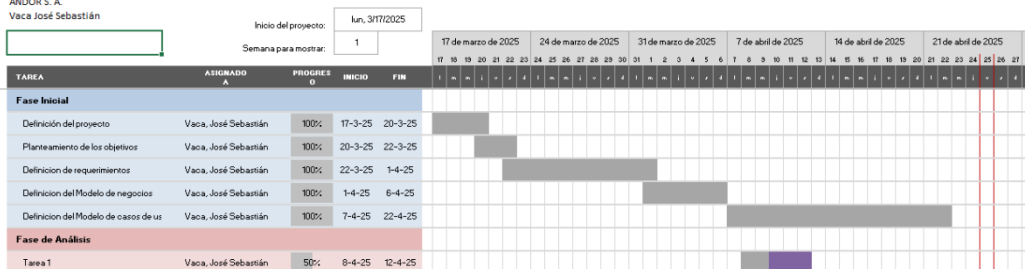 ANDOR S. A.
Vaca José Sebastián
Inicio del proyecto: lun, 3/17/2025
Semana para mostrar: 1
17 de marzo de 2025 24 de marzo de 2025 31 de marzo de 2025 7 de abril de 2025 14 de abril de 2025 21 de abril de 2025
17 18 19 20 21 22 23 24 25 26 27 28 29 30 31 1 2 3 4 5 6 7 8 9 10 11 12 13 14 15 16 17 18 19 20 21 22 23 24 25 26 27
TAREA ASIGNADO A PROGRESO INICIO FIN l m m j v s d l m m j v s d l m m j v s d l m m j v s d l m m j v s d l m m j v s d
Fase Inicial
Definición del proyecto Vaca, José Sebastián 100% 17-3-25 20-3-25
Planteamiento de los objetivos Vaca, José Sebastián 100% 20-3-25 22-3-25
Definicion de requerimientos Vaca, José Sebastián 100% 22-3-25 1-4-25
Definicion del Modelo de negocios Vaca, José Sebastián 100% 1-4-25 6-4-25
Definicion del Modelo de casos de us Vaca, José Sebastián 100% 7-4-25 22-4-25
Fase de Análisis
Tarea 1 Vaca, José Sebastián 50% 8-4-25 12-4-25